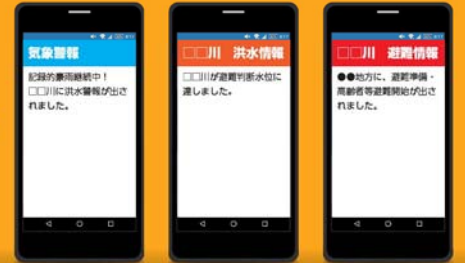 気象警報
記録的豪雨継続中！
□□川に洪水警報が出さ
れました。
□□川 洪水情報
□□川が避難判断水位に
達しました。
□□川 避難情報
●●地方に、避難準備・
高齢者等避難開始が出さ
れました。